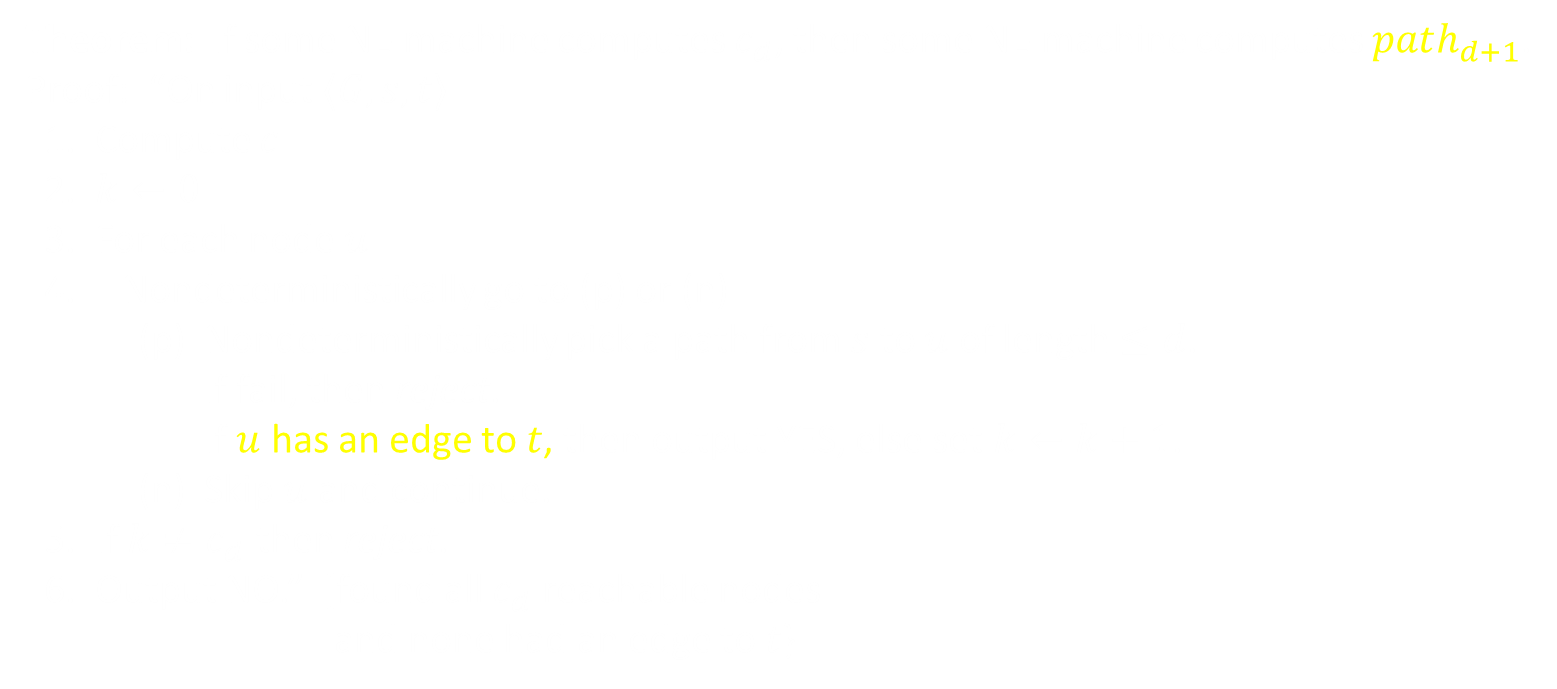 path_{d+1}
u has an edge to t,